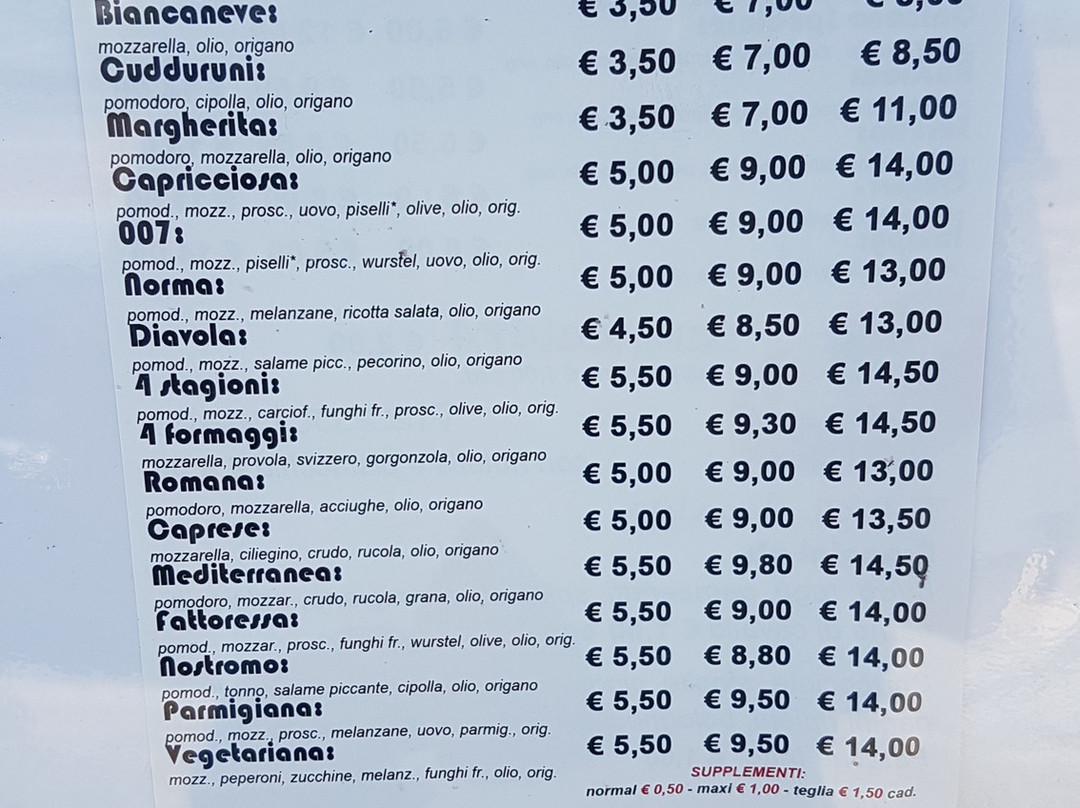 Biancaneve: € 3,50 € 7,00
mozzarella, olio, origano
Cudduruni: € 3,50 € 7,00 € 8,50
pomodoro, cipolla, olio, origano
Margherita: € 3,50 € 7,00 € 11,00
pomodoro, mozzarella, olio, origano
Capricciosa: € 5,00 € 9,00 € 14,00
pomod., mozz., prosc., uovo, piselli*, olive, olio, orig.
007: € 5,00 € 9,00 € 14,00
pomod., mozz., piselli*, prosc., wurstel, uovo, olio, orig.
Norma: € 5,00 € 9,00 € 13,00
pomod., mozz., melanzane, ricotta salata, olio, origano
Diavola: € 4,50 € 8,50 € 13,00
pomod., mozz., salame picc., pecorino, olio, origano
4 stagioni: € 5,50 € 9,00 € 14,50
pomod., mozz., carciof., funghi fr., prosc., olive, olio, orig.
4 formaggi: € 5,50 € 9,30 € 14,50
mozzarella, provola, svizzero, gorgonzola, olio, origano
Romana: € 5,00 € 9,00 € 13,00
pomodoro, mozzarella, acciughe, olio, origano
Caprese: € 5,00 € 9,00 € 13,50
mozzarella, ciliegino, crudo, rucola, olio, origano
Mediterranea: € 5,50 € 9,80 € 14,50
pomodoro, mozzar., crudo, rucola, grana, olio, origano
Fattoressa: € 5,50 € 9,00 € 14,00
pomod., mozzar., prosc., funghi fr., wurstel, olive, olio, orig.
Nostromo: € 5,50 € 8,80 € 14,00
pomod., tonno, salame piccante, cipolla, olio, origano
Parmigiana: € 5,50 € 9,50 € 14,00
pomod., mozz., prosc., melanzane, uovo, parmig., orig.
Vegetariana: € 5,50 € 9,50 € 14,00
mozz., peperoni, zucchine, melanz., funghi fr., olio, orig.
SUPPLEMENTI:
normal € 0,50 - maxi € 1,00 - teglia € 1,50 cad.